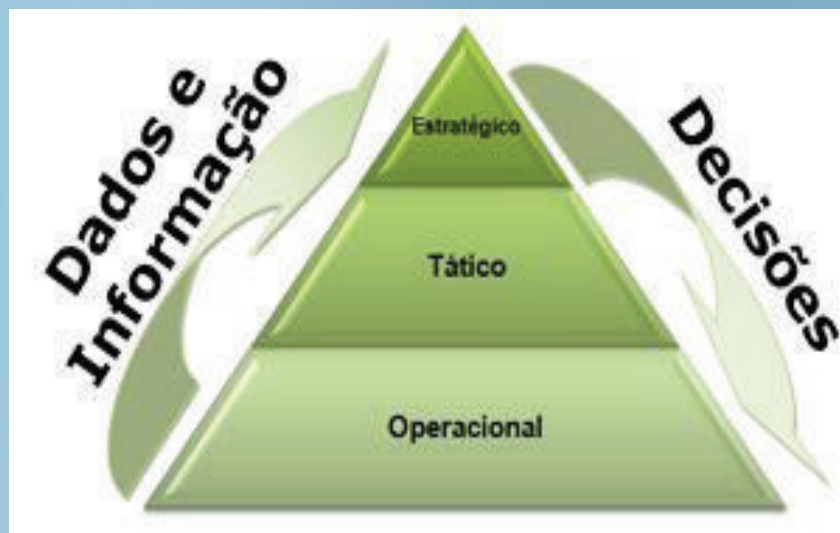 Dados e
Informação
Estratégico
Decisões
Tático
Operacional